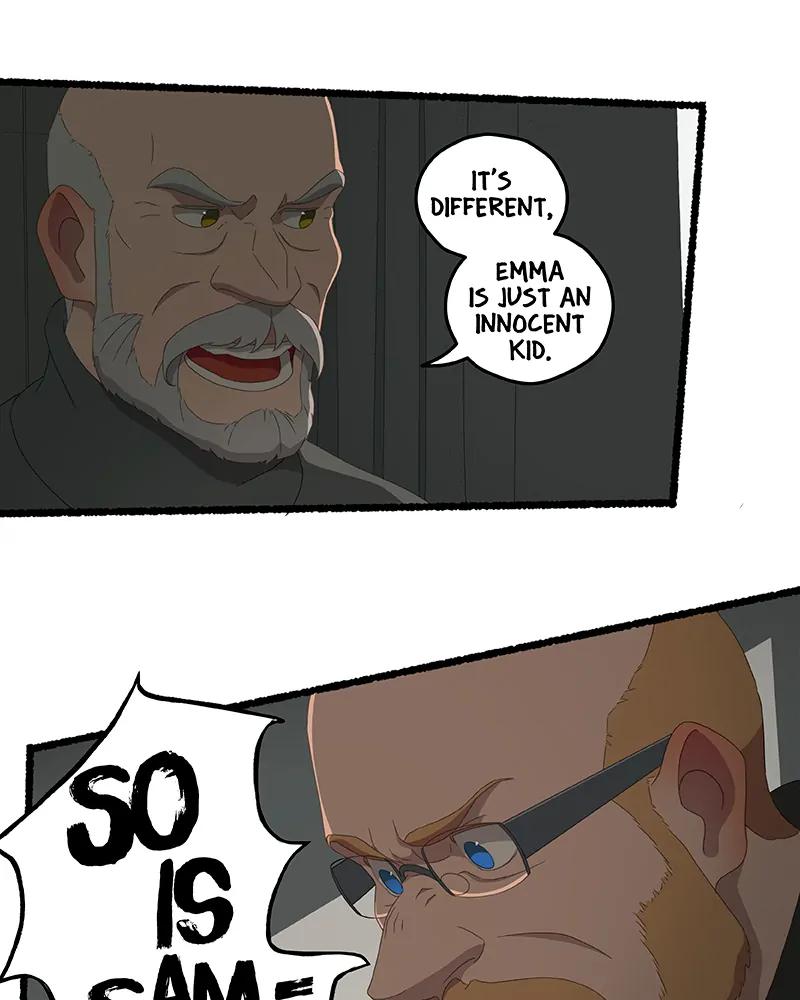 IT'S
DIFFERENT,
EMMA
IS JUST AN
INNOCENT
KID.
SO
IS